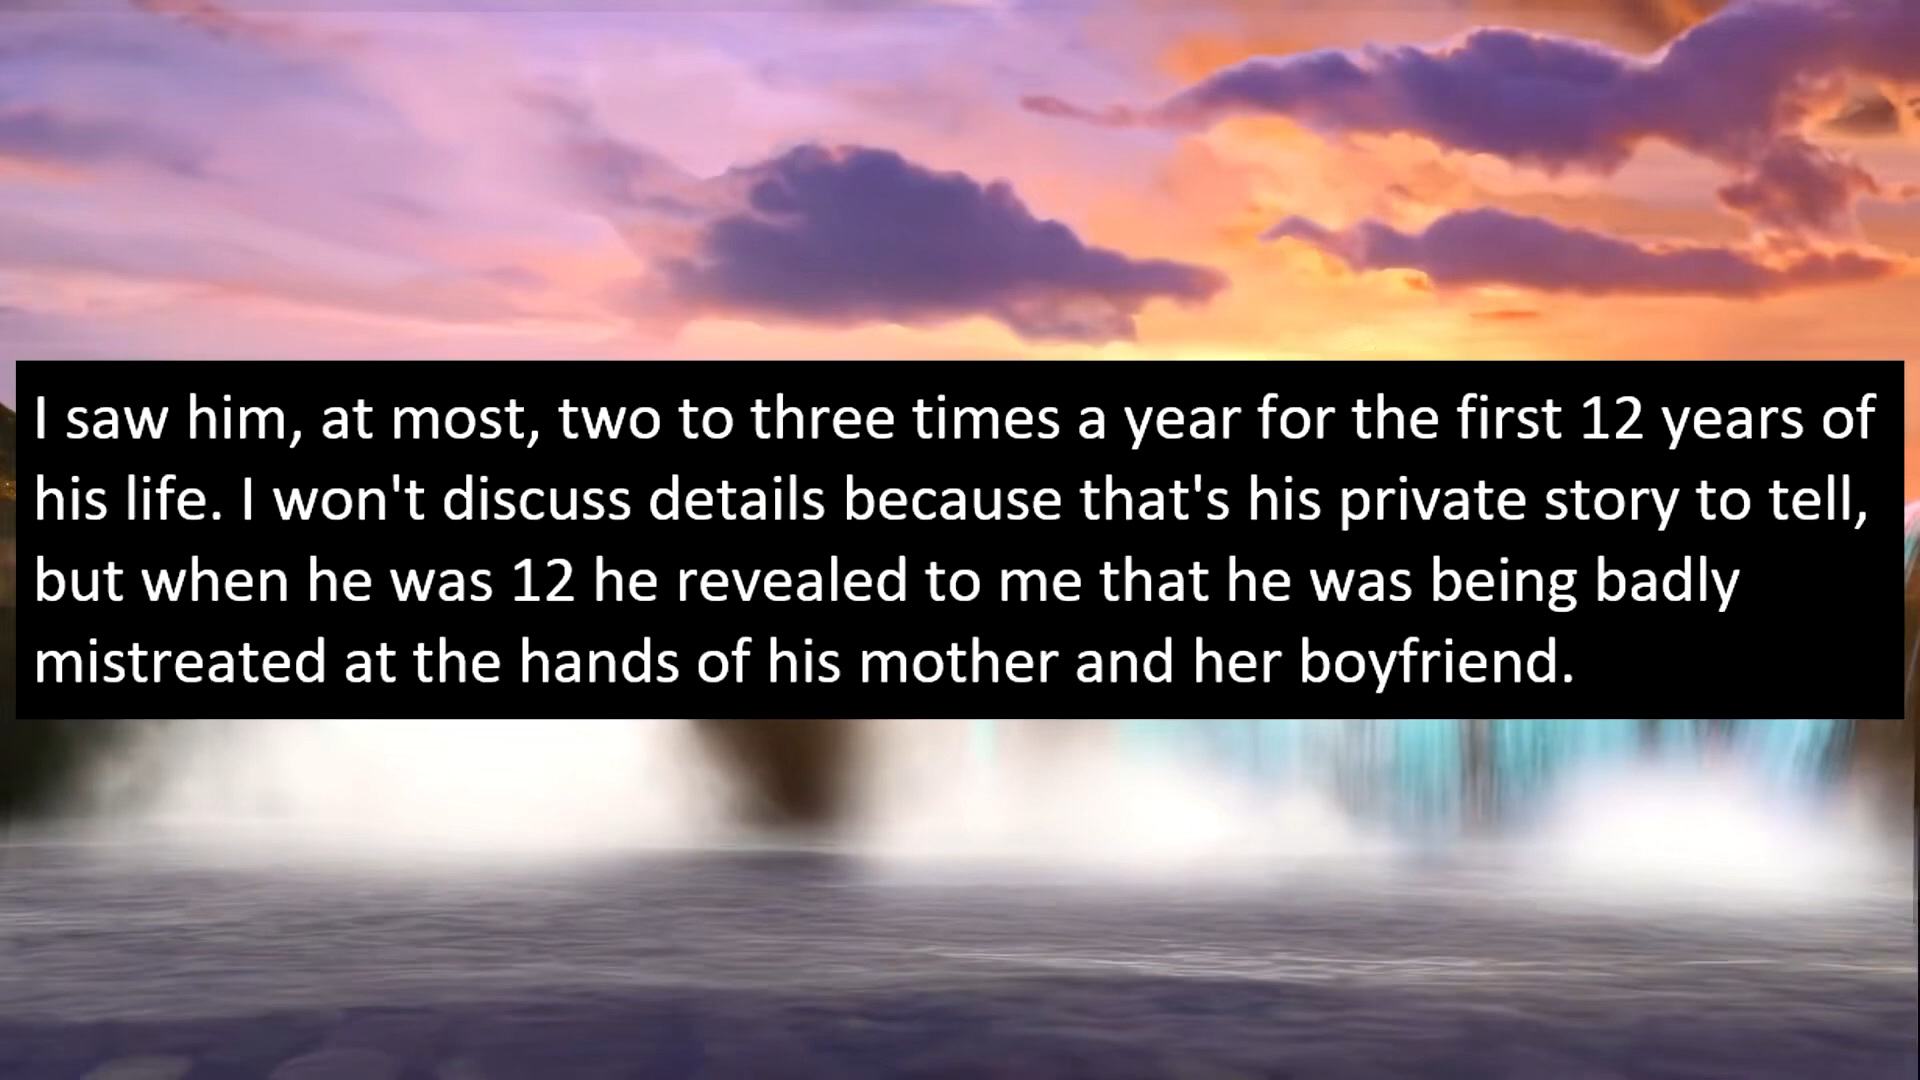 I saw him, at most, two to three times a year for the first 12 years of
his life. I won't discuss details because that's his private story to tell,
but when he was 12 he revealed to me that he was being badly
mistreated at the hands of his mother and her boyfriend.